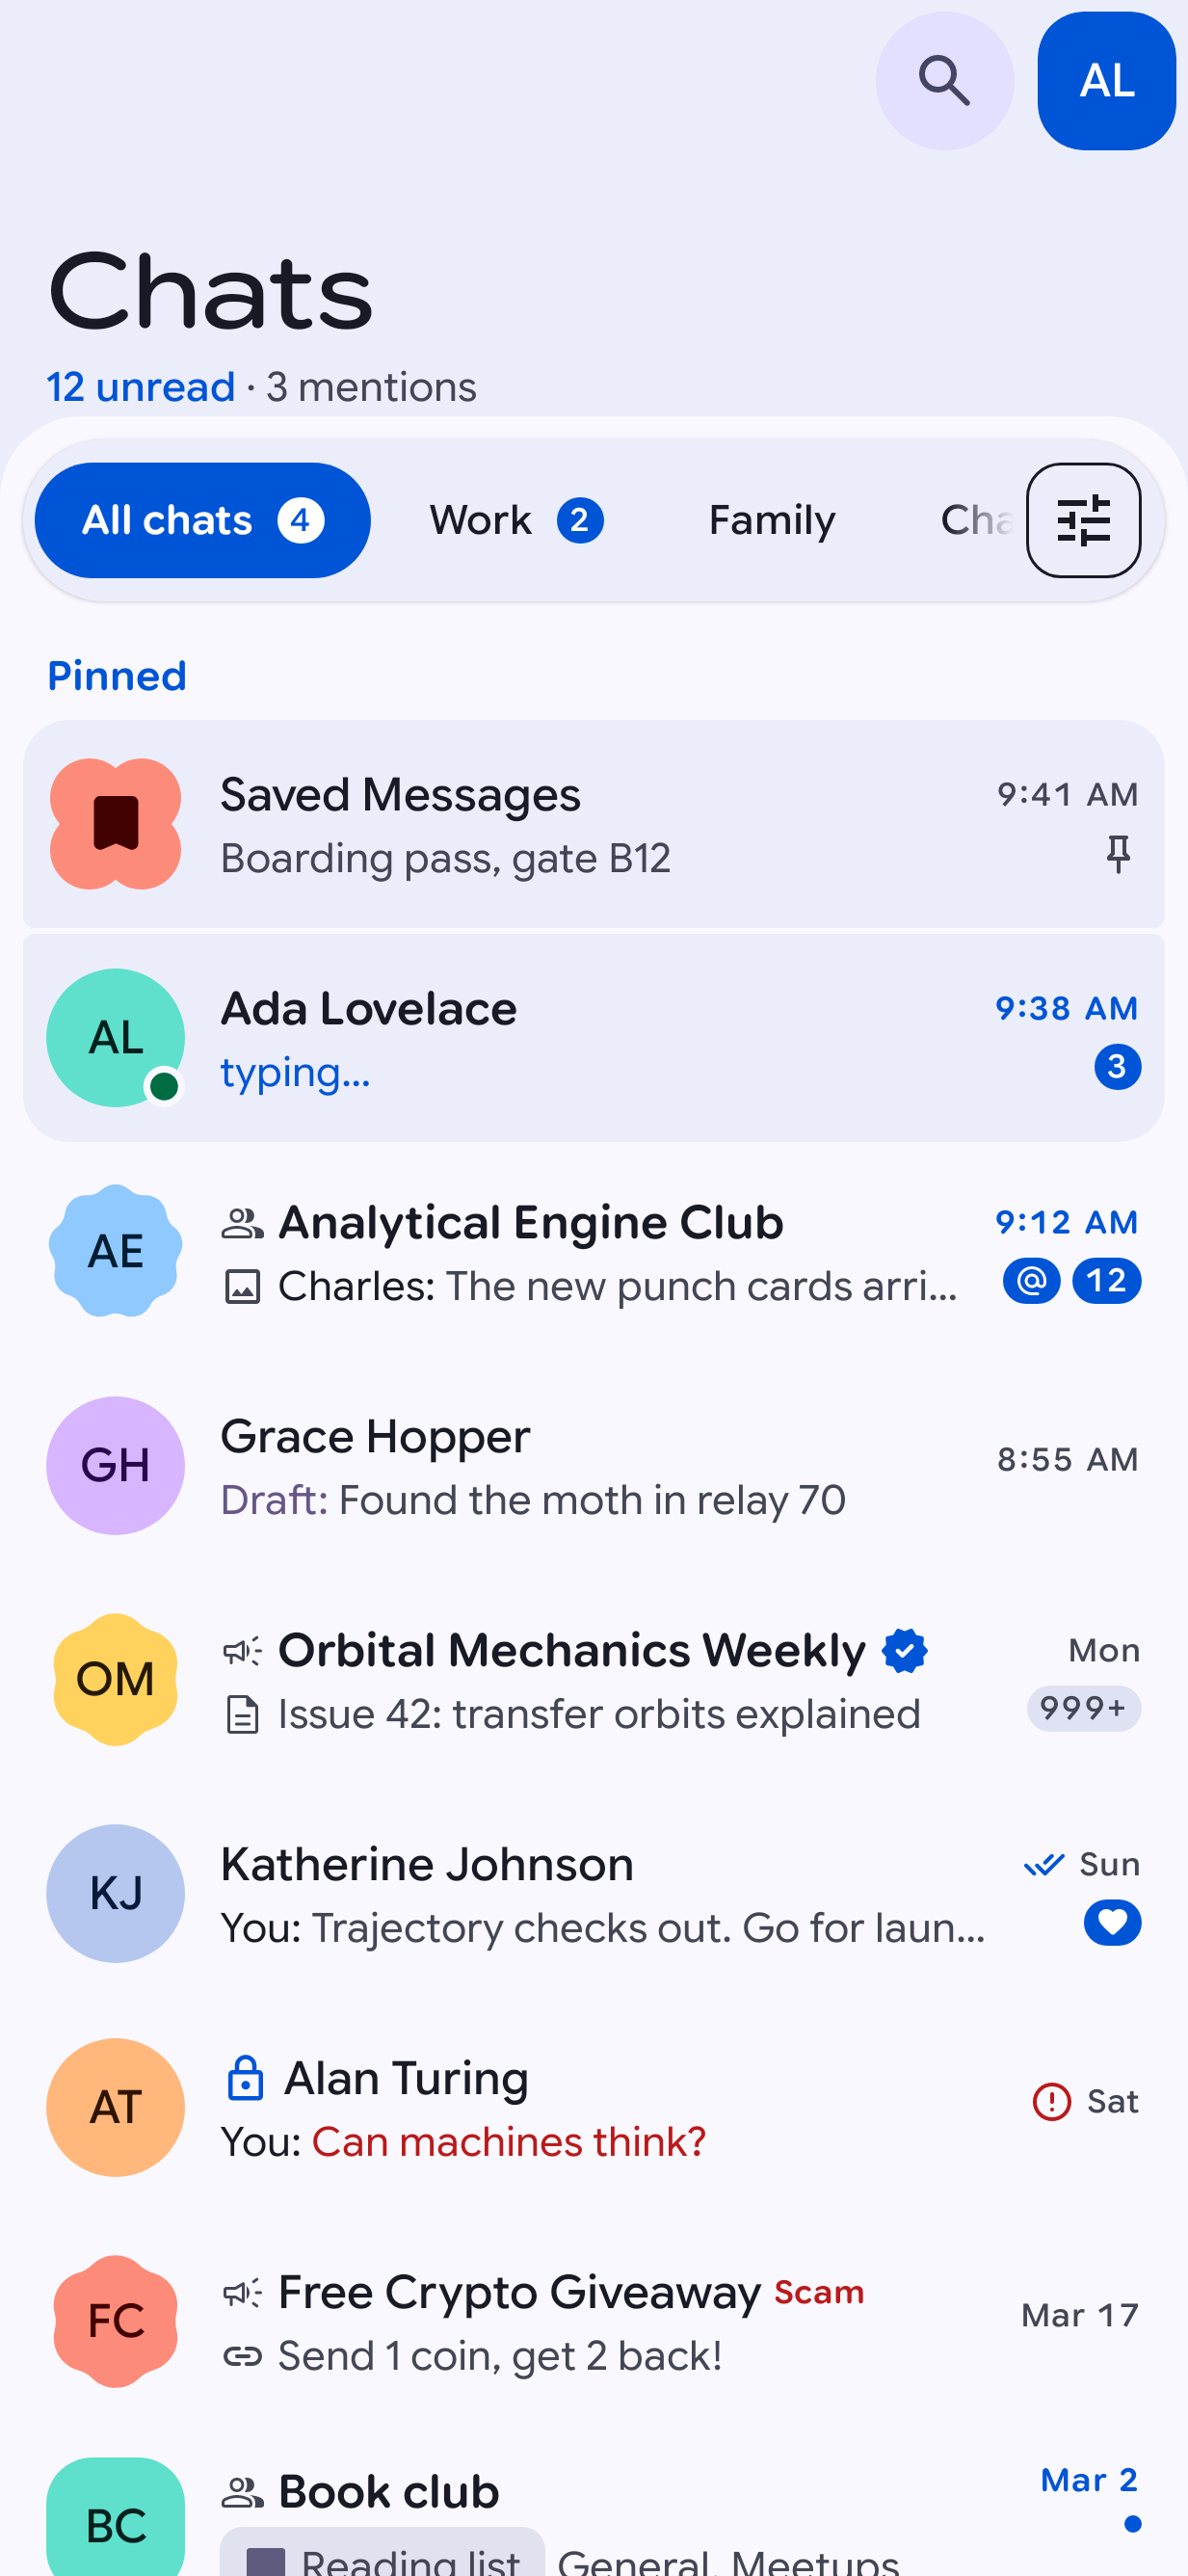 AL
Chats
12 unread · 3 mentions
All chats 4 Work 2 Family Cha
Pinned
Saved Messages 9:41 AM
Boarding pass, gate B12
AL Ada Lovelace 9:38 AM
typing... 3
AE Analytical Engine Club 9:12 AM
Charles: The new punch cards arri... @ 12
GH Grace Hopper 8:55 AM
Draft: Found the moth in relay 70
OM Orbital Mechanics Weekly Mon
Issue 42: transfer orbits explained 999+
KJ Katherine Johnson Sun
You: Trajectory checks out. Go for laun...
AT Alan Turing Sat
You: Can machines think?
FC Free Crypto Giveaway Scam Mar 17
Send 1 coin, get 2 back!
BC Book club Mar 2
Reading list General, Meetups